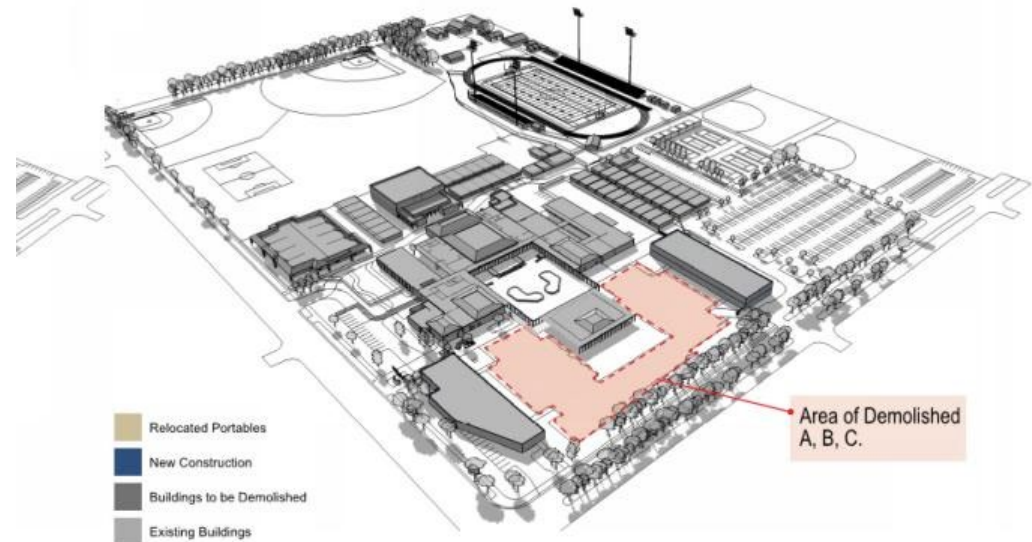 Area of Demolished
A, B, C.
Relocated Portables
New Construction
Buildings to be Demolished
Existing Buildings